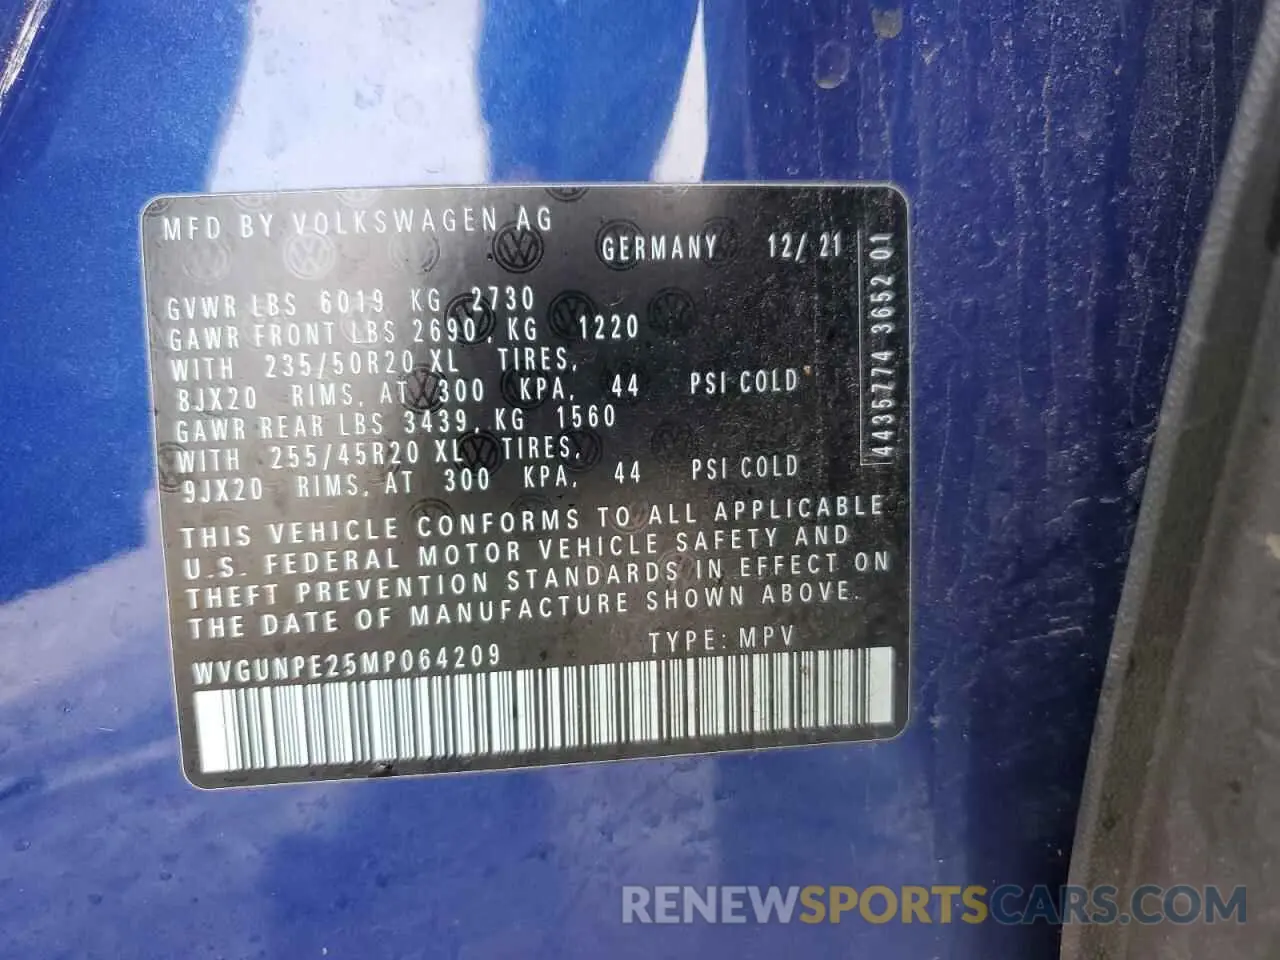 MFD BY VOLKSWAGEN AG
GERMANY 12/ 21
GVWR LBS 6019 KG 2730
GAWR FRONT LBS 2690, KG 1220
WITH 235/50R20 XL TIRES,
8JX20 RIMS, AT 300 KPA, 44 PSI COLD
GAWR REAR LBS 3439, KG 1560
WITH 255/45R20 XL TIRES,
9JX20 RIMS, AT 300 KPA, 44 PSI COLD
THIS VEHICLE CONFORMS TO ALL APPLICABLE
U.S. FEDERAL MOTOR VEHICLE SAFETY AND
THEFT PREVENTION STANDARDS IN EFFECT ON
THE DATE OF MANUFACTURE SHOWN ABOVE.
TYPE: MPV
WVGUNPE25MP064209
4435774 3652 01
RENEWSPORTSCARS.COM